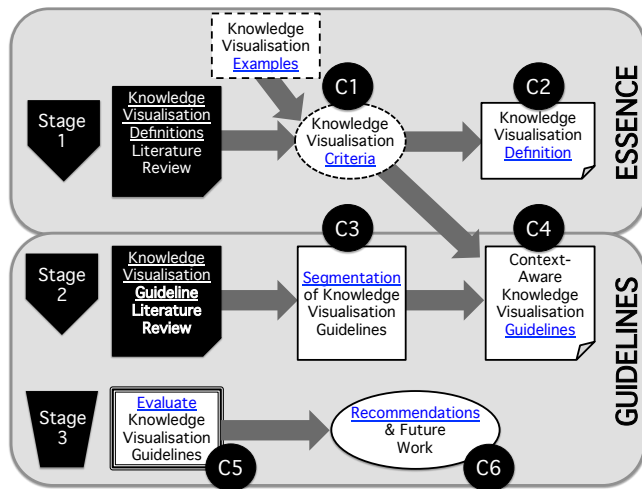 Knowledge
Visualisation
Examples
C1
C2
ESSENCE
Stage
1
Knowledge
Visualisation
Definitions
Literature
Review
Knowledge
Visualisation
Criteria
Knowledge
Visualisation
Definition
C3
C4
GUIDELINES
Stage
2
Knowledge
Visualisation
Guideline
Literature
Review
Segmentation
of Knowledge
Visualisation
Guidelines
Context-
Aware
Knowledge
Visualisation
Guidelines
Stage
3
Evaluate
Knowledge
Visualisation
Guidelines
C5
Recommendations
& Future
Work
C6